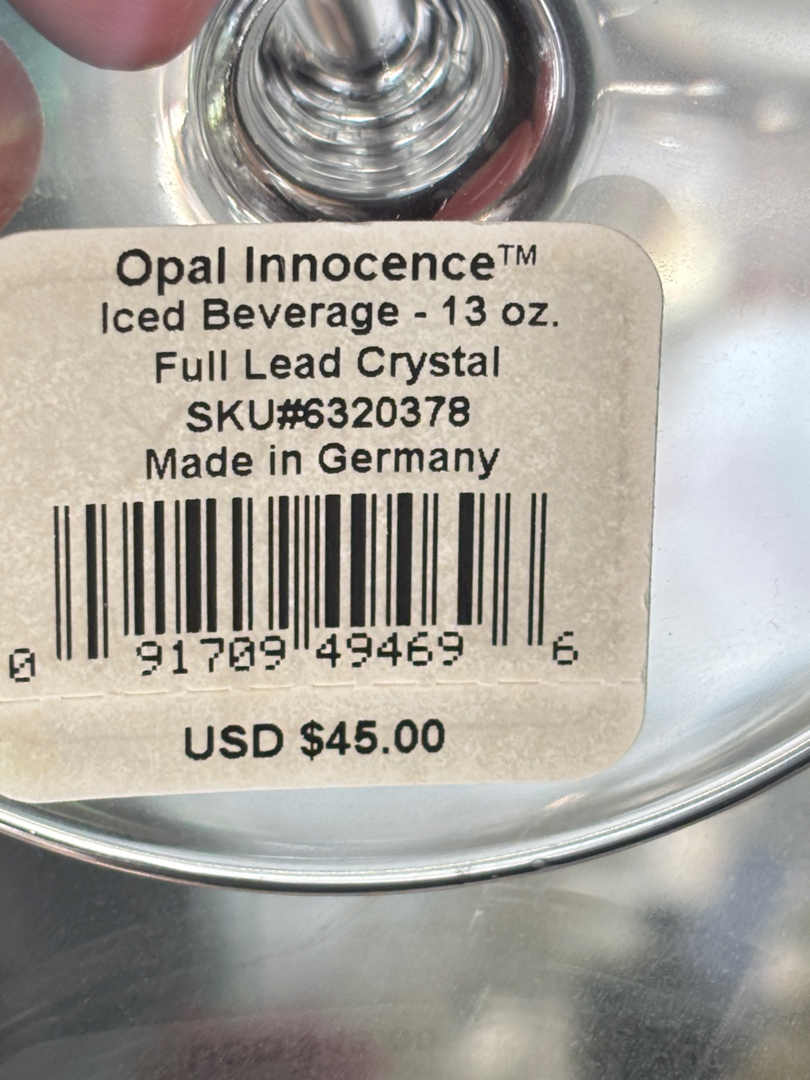 Opal Innocence™
Iced Beverage - 13 oz.
Full Lead Crystal
SKU#6320378
Made in Germany
0 91709 49469 6
USD $45.00